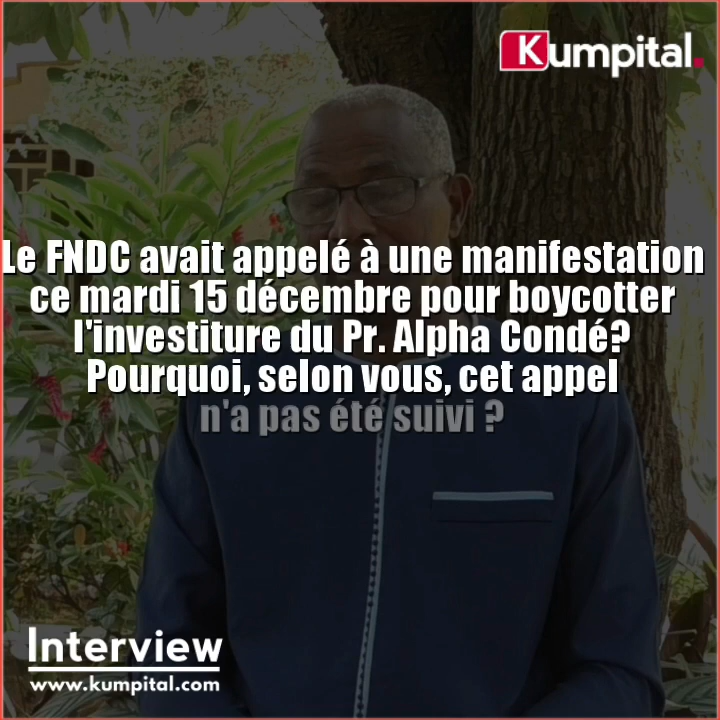 Kumpital.
Le FNDC avait appelé à une manifestation
ce mardi 15 décembre pour boycotter
l'investiture du Pr. Alpha Condé?
Pourquoi, selon vous, cet appel
n'a pas été suivi ?
Interview
www.kumpital.com